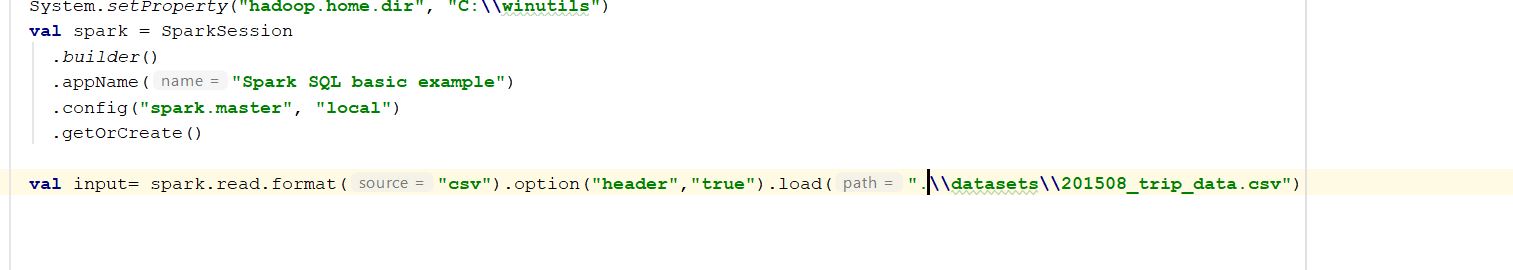 System.setProperty("hadoop.home.dir", "C:\\winutils")
val spark = SparkSession
.builder()
.appName( name = "Spark SQL basic example")
.config("spark.master", "local")
.getOrCreate()
val input= spark.read.format( source = "csv").option("header","true").load( path = ".\\datasets\\201508_trip_data.csv")